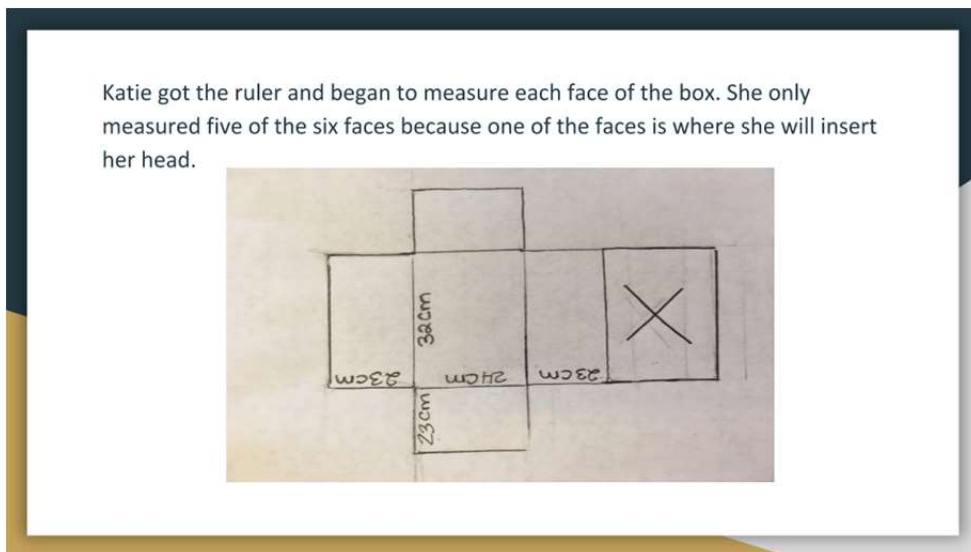 Katie got the ruler and began to measure each face of the box. She only
measured five of the six faces because one of the faces is where she will insert
her head.
32cm
23cm
24cm
23cm
23cm